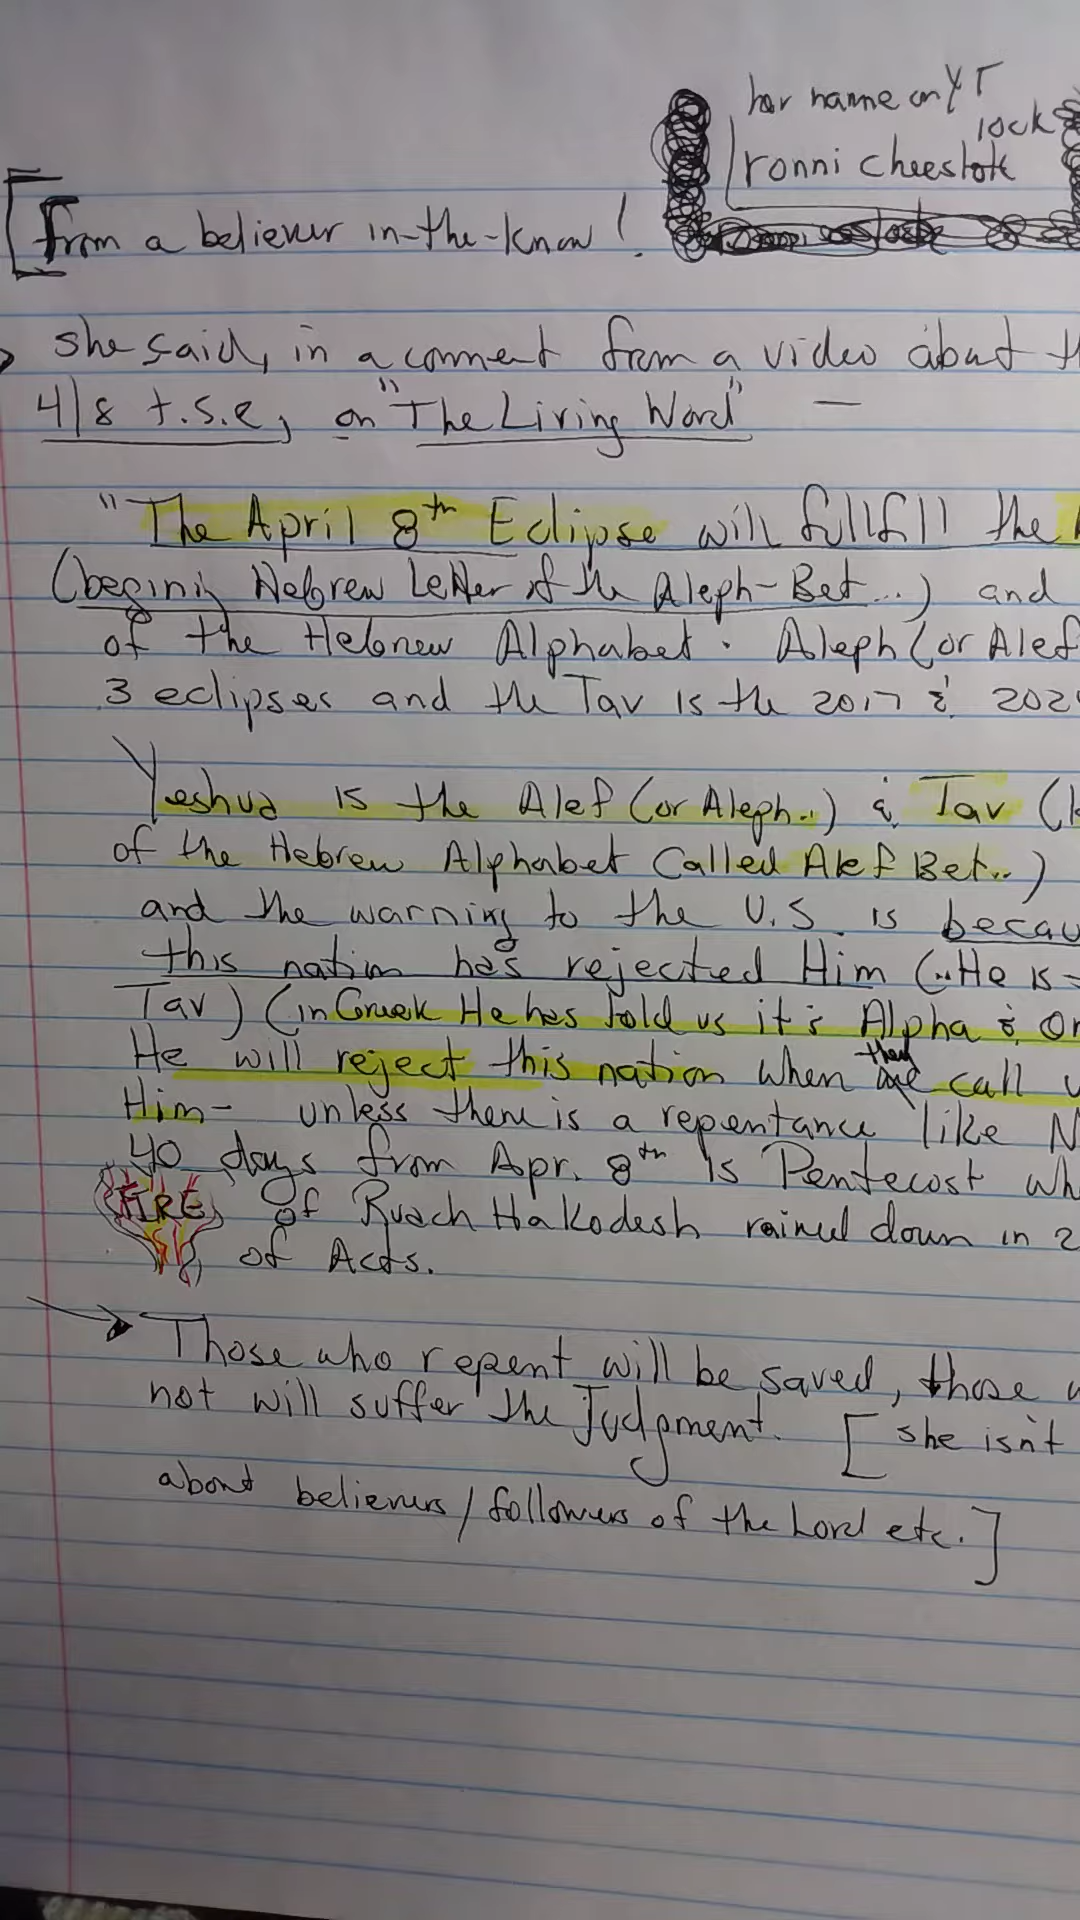 her name on YT
lock
ronni cheestok
[From a believer in-the-know!
she said, in a comment from a video about th
4/8 t.s.e, on "The Living Word" —
"The April 8th Eclipse will fullfill the
(begining Hebrew Letter of the Aleph-Bet...) and
of the Hebrew Alphabet. Aleph (or Alef
3 eclipses and the Tav is the 2017 & 202
Yeshua is the Alef (or Aleph..) & Tav (
of the Hebrew Alphabet Called Alef Bet..)
and the warning to the U.S. is becau
this nation has rejected Him (..He is
Tav) (in Greek He has told us it's Alpha & Om
He will reject this nation when they call
Him- unless there is a repentance like N
40 days from Apr. 8th is Pentecost wh
FIRE of Ruach HaKodesh rained down in 2
of Acts.
Those who repent will be saved, those w
not will suffer the Judgment. [she isn't
about believers/followers of the Lord etc.]